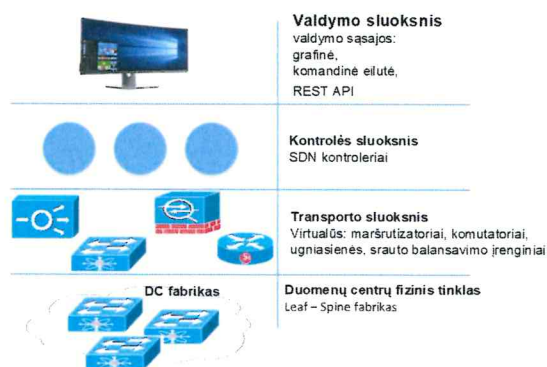 Valdymo sluoksnis
valdymo sąsajos:
grafinė,
komandinė eilutė,
REST API
Kontrolės sluoksnis
SDN kontroleriai
Transporto sluoksnis
Virtualūs: maršrutizatoriai, komutatoriai,
ugniasienės, srauto balansavimo įrenginiai
DC fabrikas
Duomenų centrų fizinis tinklas
Leaf – Spine fabrikas